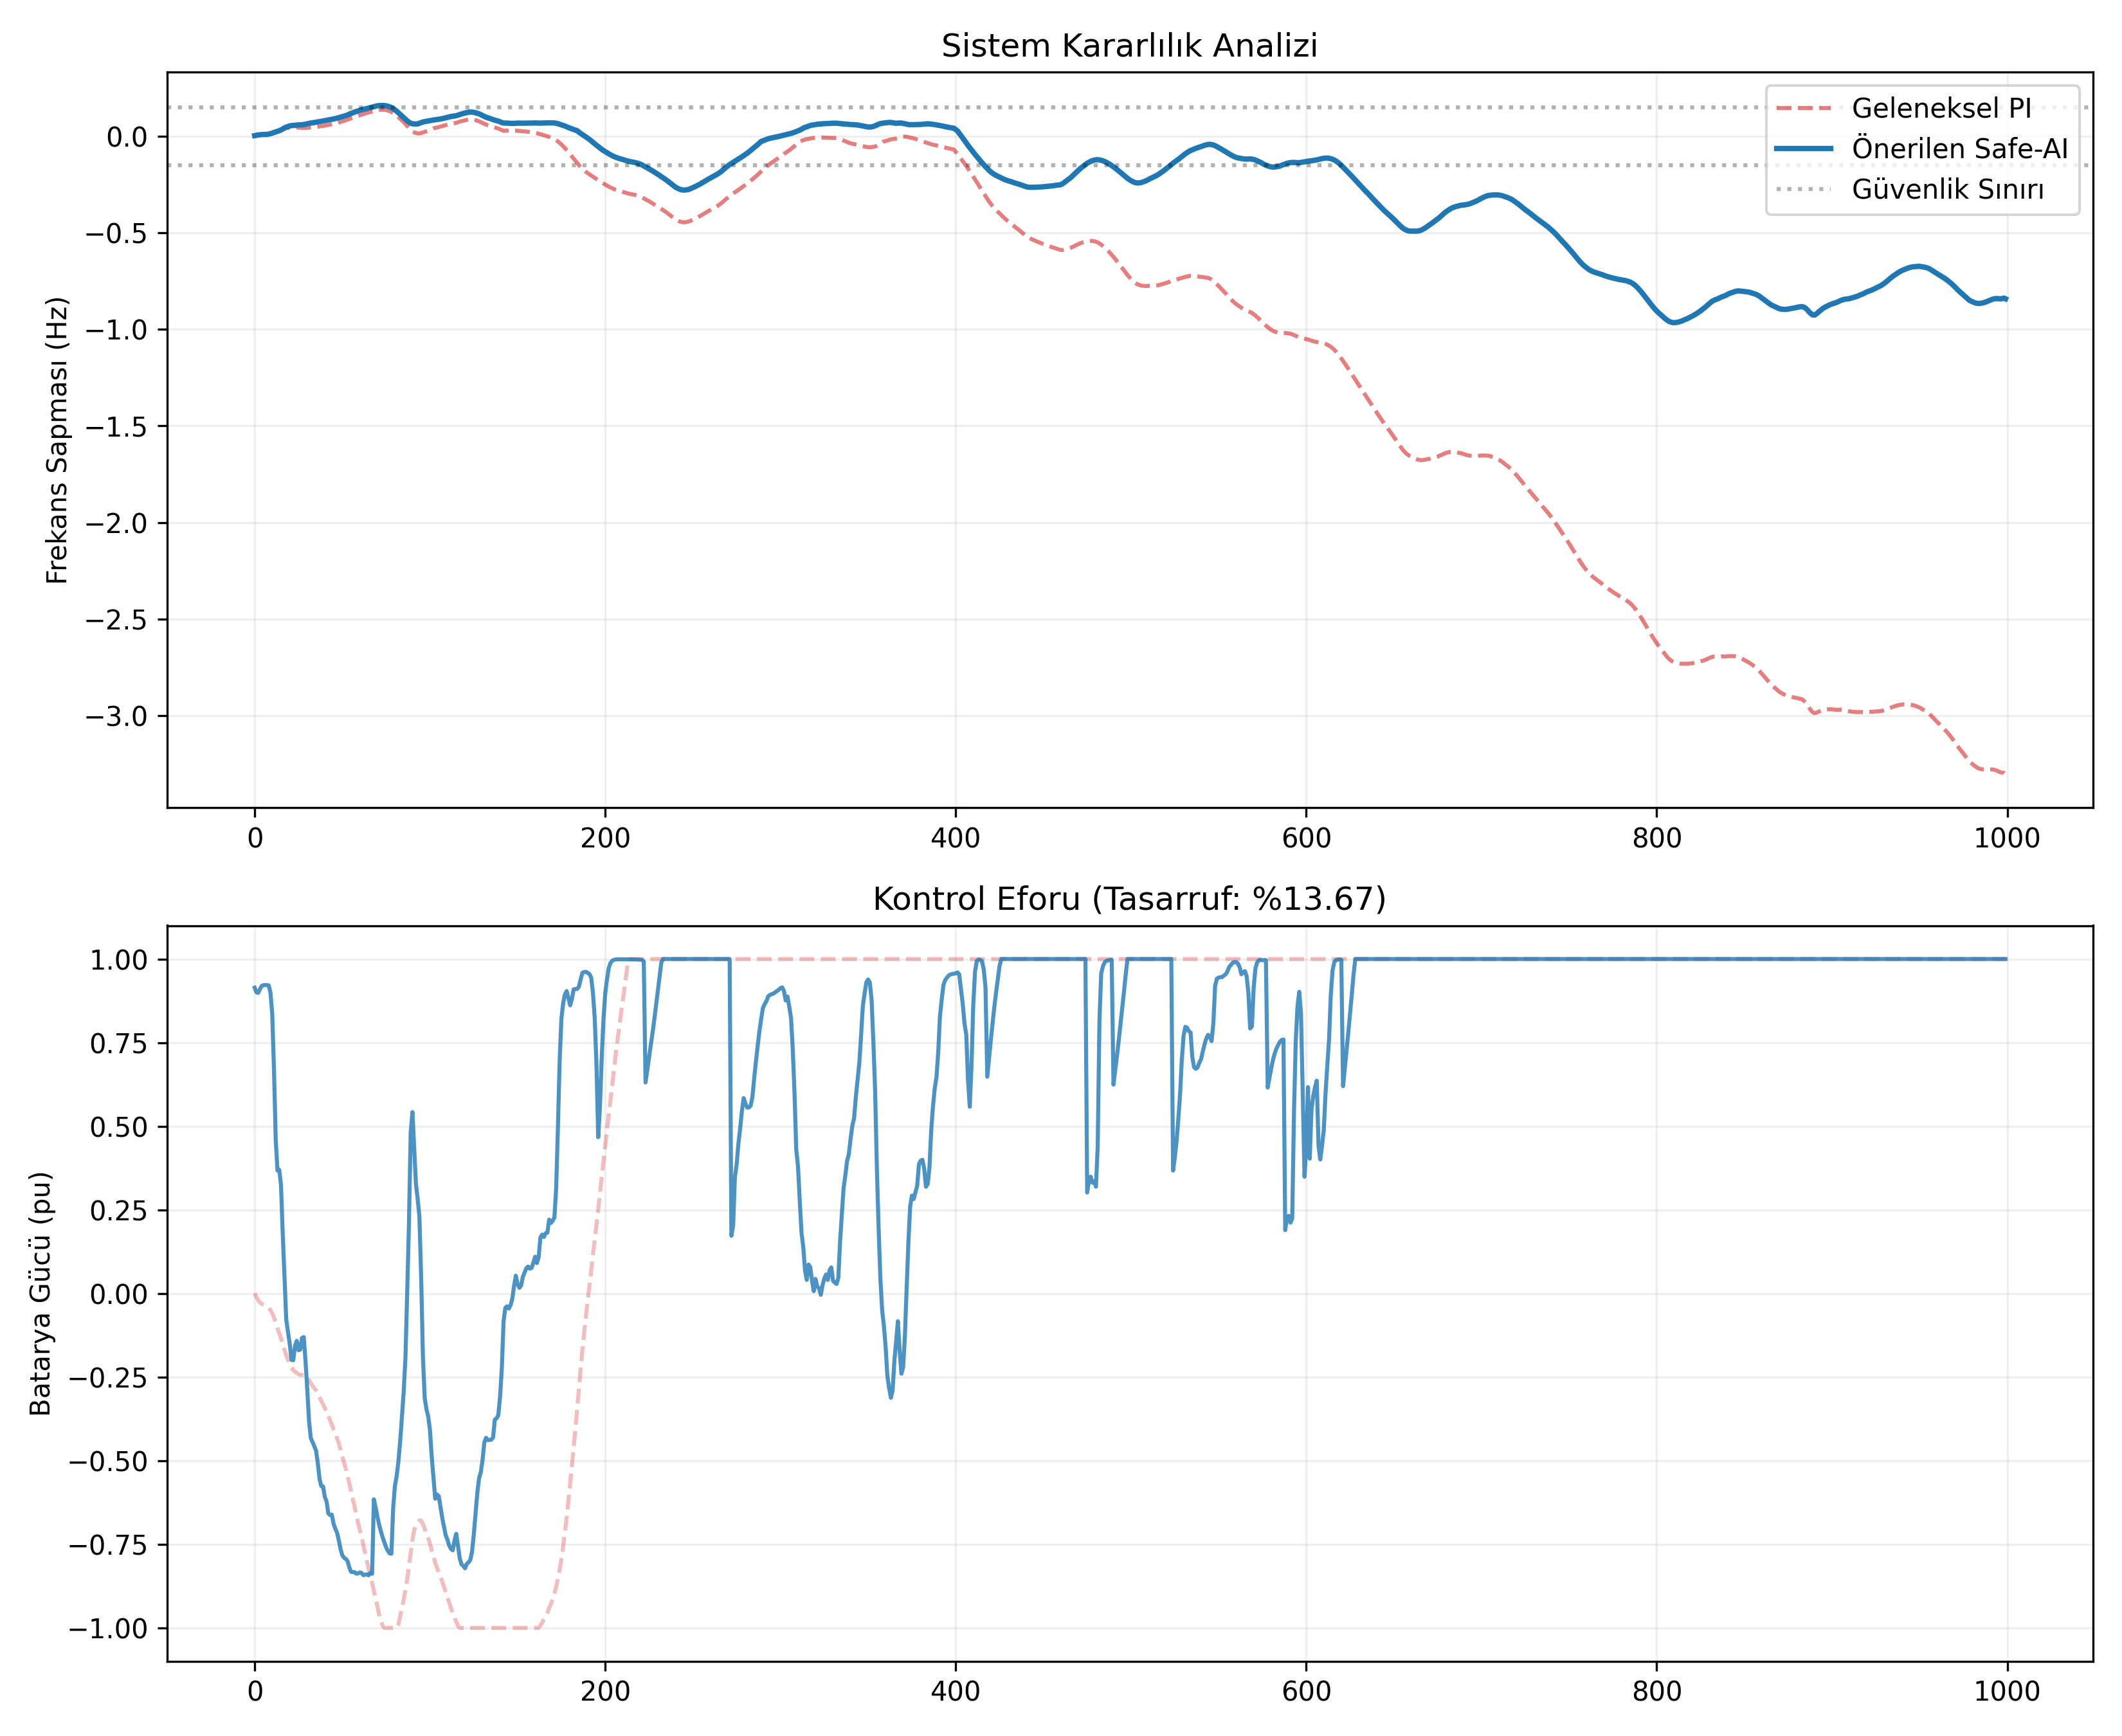 Sistem Kararlılık Analizi
Frekans Sapması (Hz)
0.0
−0.5
−1.0
−1.5
−2.0
−2.5
−3.0
Geleneksel PI
Önerilen Safe-AI
Güvenlik Sınırı
0 200 400 600 800 1000
Kontrol Eforu (Tasarruf: %13.67)
Batarya Gücü (pu)
1.00
0.75
0.50
0.25
0.00
−0.25
−0.50
−0.75
−1.00
0 200 400 600 800 1000